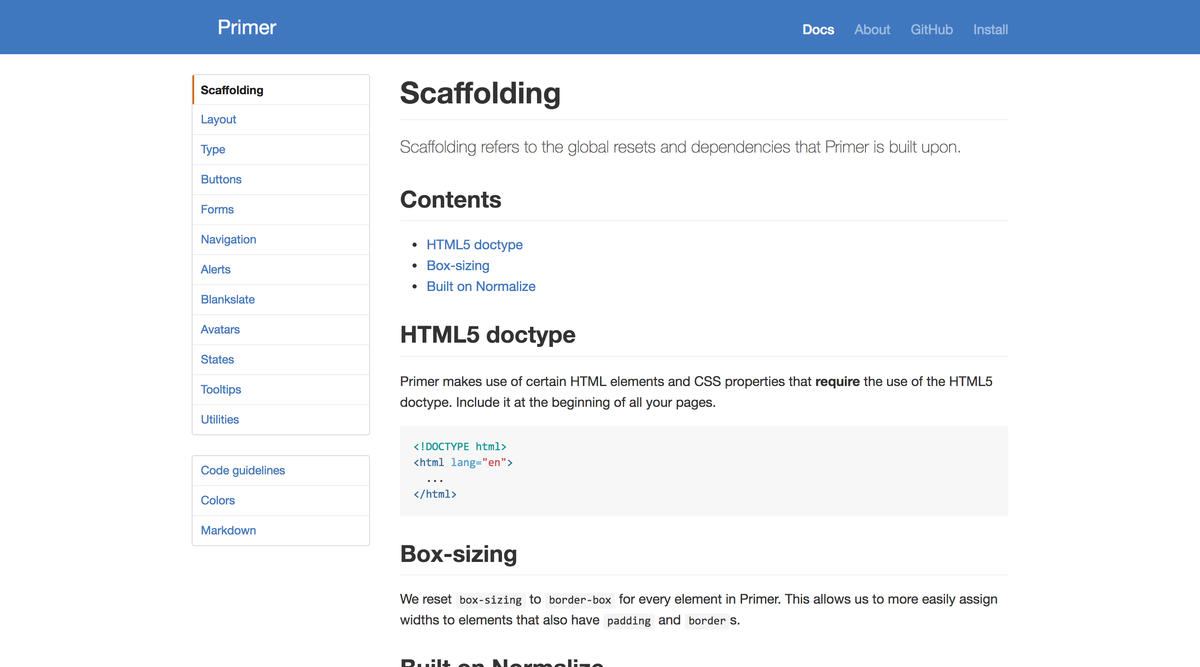 Primer
Docs About GitHub Install
Scaffolding
Layout
Type
Buttons
Forms
Navigation
Alerts
Blankslate
Avatars
States
Tooltips
Utilities
Code guidelines
Colors
Markdown
Scaffolding
Scaffolding refers to the global resets and dependencies that Primer is built upon.
Contents
• HTML5 doctype
• Box-sizing
• Built on Normalize
HTML5 doctype
Primer makes use of certain HTML elements and CSS properties that require the use of the HTML5
doctype. Include it at the beginning of all your pages.
<!DOCTYPE html>
<html lang="en">
...
</html>
Box-sizing
We reset box-sizing to border-box for every element in Primer. This allows us to more easily assign
widths to elements that also have padding and border s.
Built on Normalize